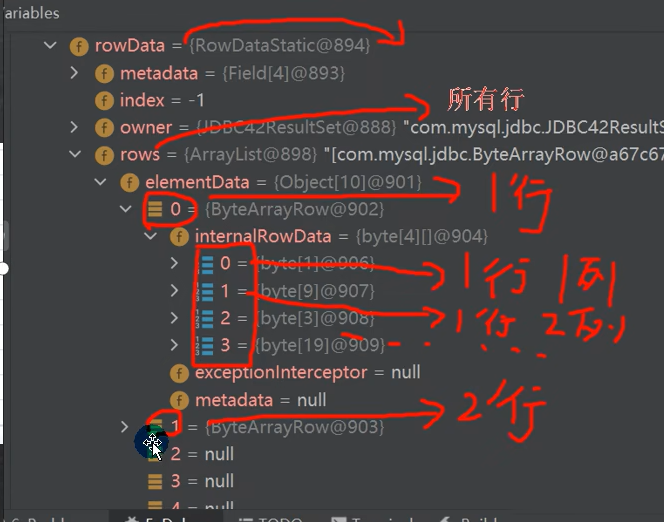 ariables
rowData = {RowDataStatic@894}
metadata = {Field[4]@893}
index = -1
所有行
owner = {JDBC42ResultSet@888} "com.mysql.jdbc.JDBC42ResultS
rows = {ArrayList@898} "[com.mysql.jdbc.ByteArrayRow@a67c67
elementData = {Object[10]@901}
1行
0 = {ByteArrayRow@902}
internalRowData = {byte[4][]@904}
0 = {byte[1]@906}
1行 1列
1 = {byte[9]@907}
2 = {byte[3]@908}
1行 2列
3 = {byte[19]@909}
exceptionInterceptor = null
metadata = null
2行
1 = {ByteArrayRow@903}
2 = null
3 = null
4 = null
TODO